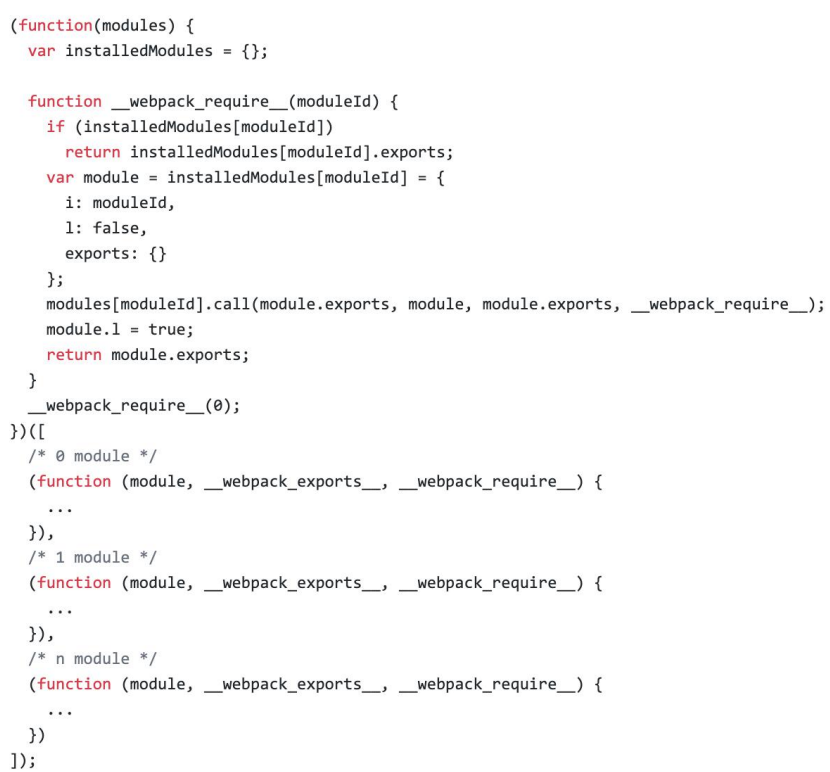 (function(modules) {
  var installedModules = {};

  function __webpack_require__(moduleId) {
    if (installedModules[moduleId])
      return installedModules[moduleId].exports;
    var module = installedModules[moduleId] = {
      i: moduleId,
      l: false,
      exports: {}
    };
    modules[moduleId].call(module.exports, module, module.exports, __webpack_require__);
    module.l = true;
    return module.exports;
  }
  __webpack_require__(0);
})([
  /* 0 module */
  (function (module, __webpack_exports__, __webpack_require__) {
    ...
  }),
  /* 1 module */
  (function (module, __webpack_exports__, __webpack_require__) {
    ...
  }),
  /* n module */
  (function (module, __webpack_exports__, __webpack_require__) {
    ...
  })
]);